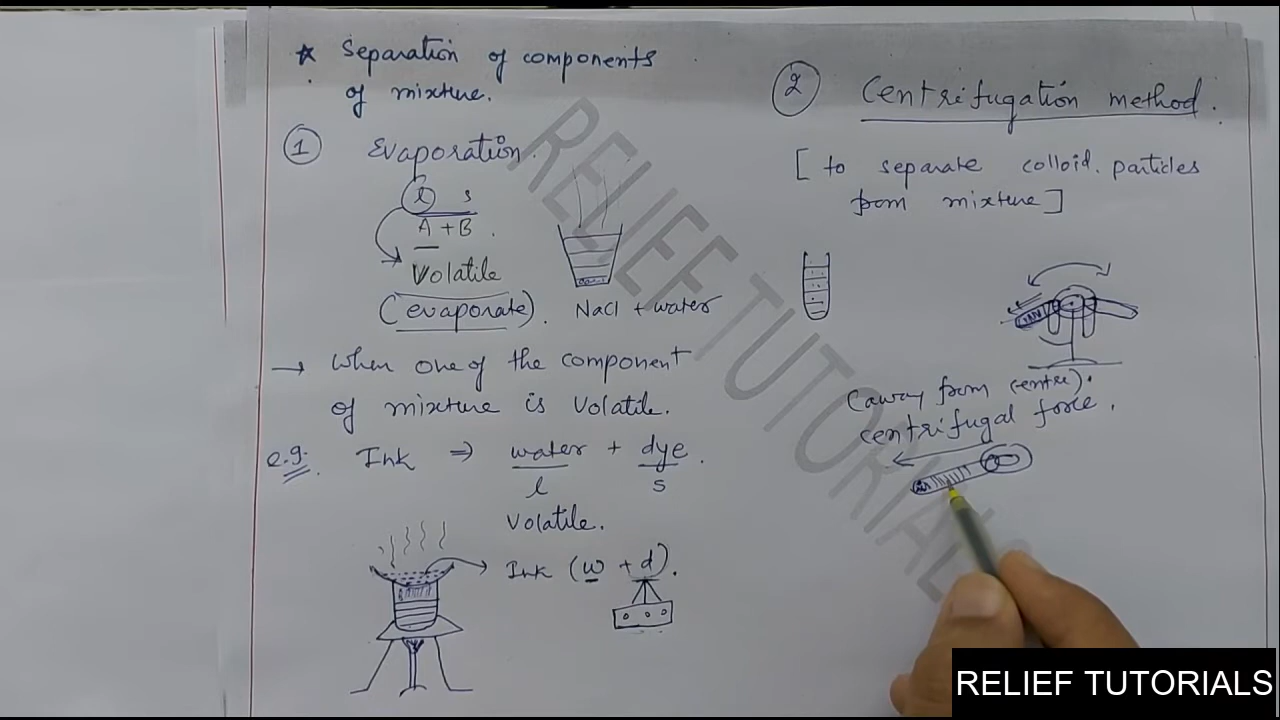 * Separation of components
of mixture.
1 Evaporation.
l s
A + B .
Volatile
(evaporate).
NaCl + water
→ When one of the component
of mixture is volatile.
e.g. Ink ⇒ water + dye .
l s
Volatile.
Ink (w + d).
2 Centrifugation method.
[ to separate colloid. particles
from mixture ]
(away from centre).
centrifugal force.
RELIEF TUTORIALS
RELIEF TUTORIALS